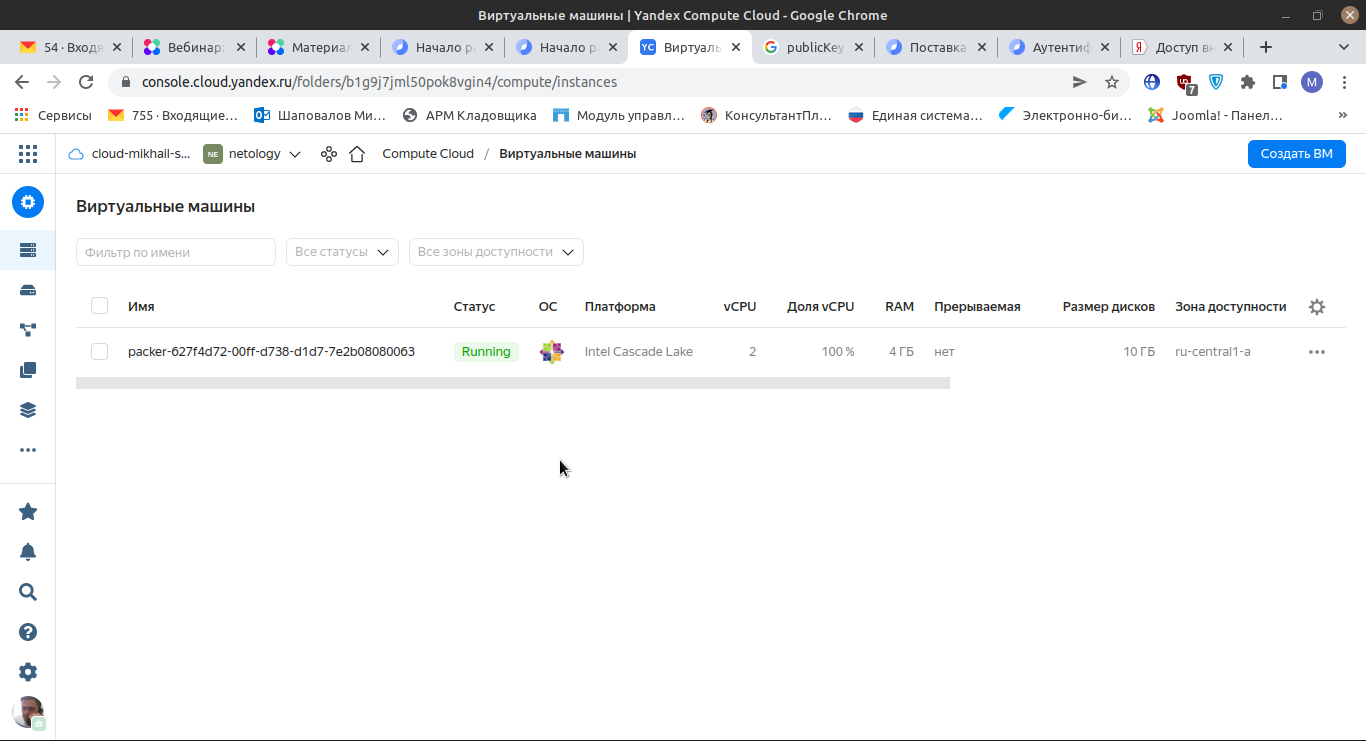 Виртуальные машины | Yandex Compute Cloud - Google Chrome
54 · Входя Вебинар: Материал Начало р Начало р Виртуаль publicKey Поставка Аутентиф Доступ вн
console.cloud.yandex.ru/folders/b1g9j7jml50pok8vgin4/compute/instances 7 M
Сервисы 755 · Входящие... Шаповалов Ми... АРМ Кладовщика Модуль управл... КонсультантПл... Единая система... Электронно-би... Joomla! - Панел... »
cloud-mikhail-s... NE netology Compute Cloud / Виртуальные машины Создать ВМ
Виртуальные машины
Фильтр по имени Все статусы Все зоны доступности
Имя Статус ОС Платформа vCPU Доля vCPU RAM Прерываемая Размер дисков Зона доступности
packer-627f4d72-00ff-d738-d1d7-7e2b08080063 Running Intel Cascade Lake 2 100 % 4 ГБ нет 10 ГБ ru-central1-a